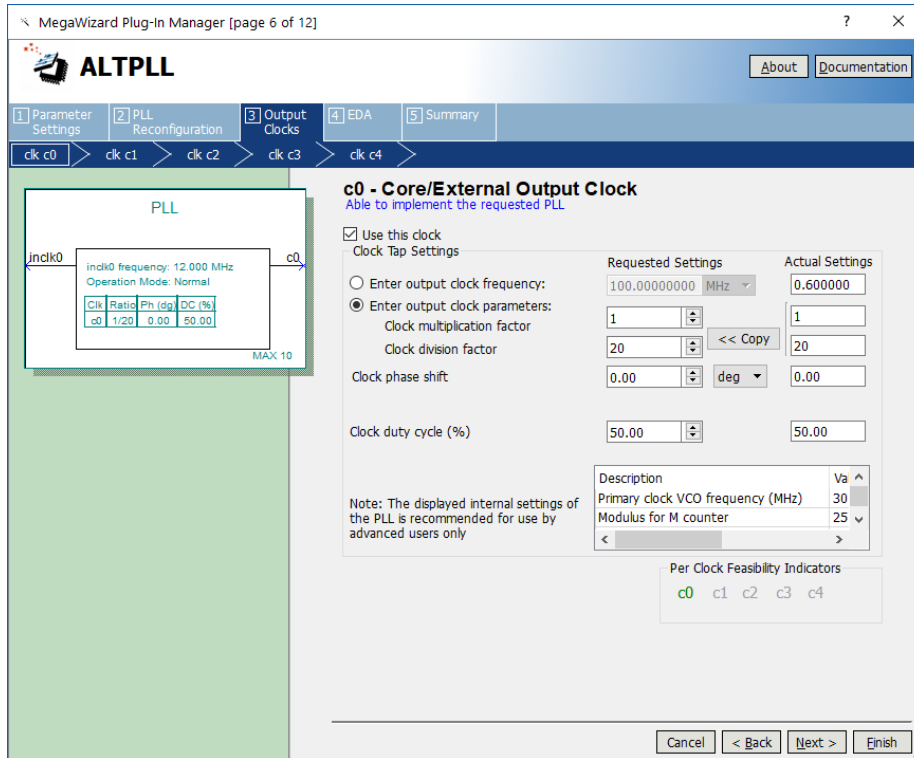 MegaWizard Plug-In Manager [page 6 of 12]
? ×
ALTPLL
About Documentation
1 Parameter Settings
2 PLL Reconfiguration
3 Output Clocks
4 EDA
5 Summary
clk c0 clk c1 clk c2 clk c3 clk c4
PLL
inclk0
c0
inclk0 frequency: 12.000 MHz
Operation Mode: Normal
Clk Ratio Ph (dg) DC (%)
c0 1/20 0.00 50.00
MAX 10
c0 - Core/External Output Clock
Able to implement the requested PLL
Use this clock
Clock Tap Settings
Requested Settings Actual Settings
Enter output clock frequency: 100.00000000 MHz 0.600000
Enter output clock parameters:
Clock multiplication factor 1 1
<< Copy
Clock division factor 20 20
Clock phase shift 0.00 deg 0.00
Clock duty cycle (%) 50.00 50.00
Description Va
Primary clock VCO frequency (MHz) 30
Modulus for M counter 25
Note: The displayed internal settings of
the PLL is recommended for use by
advanced users only
Per Clock Feasibility Indicators
c0 c1 c2 c3 c4
Cancel < Back Next > Finish